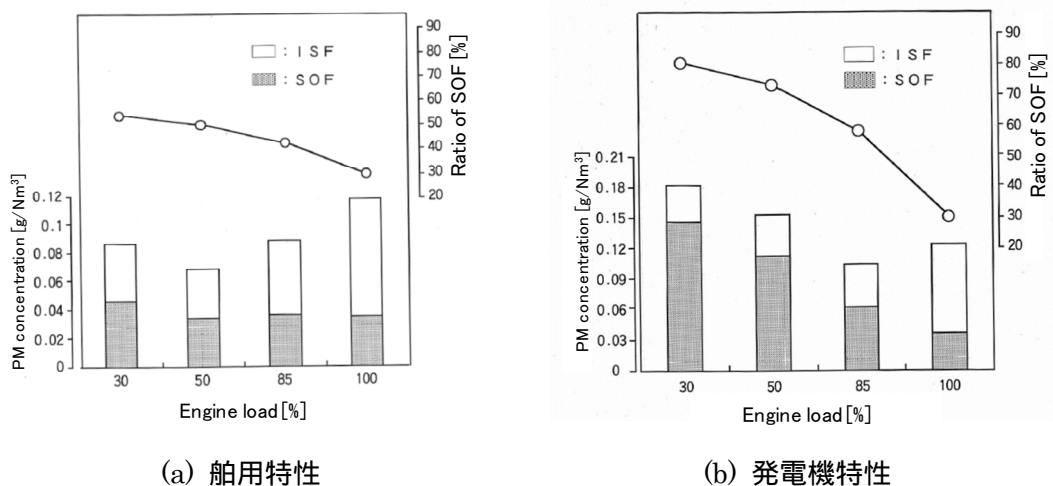 90
80
70
60
50
40
30
20
Ratio of SOF [%]
: ISF
: SOF
PM concentration [g/Nm³]
0.12
0.1
0.08
0.06
0.04
0.02
0
30 50 85 100
Engine load [%]
(a) 舶用特性
90
80
70
60
50
40
30
20
Ratio of SOF [%]
: ISF
: SOF
PM concentration [g/Nm³]
0.21
0.18
0.15
0.12
0.09
0.06
0.03
0
30 50 85 100
Engine load [%]
(b) 発電機特性